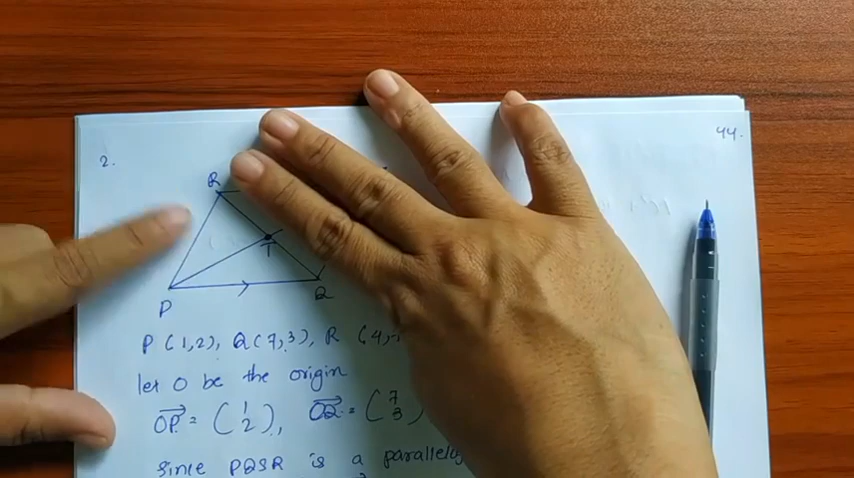 44.
2.
R
T
P
Q
P (1,2), Q(7,3), R (4,
let O be the origin
OP = (1 2), OQ = (7 3)
since PQSR is a